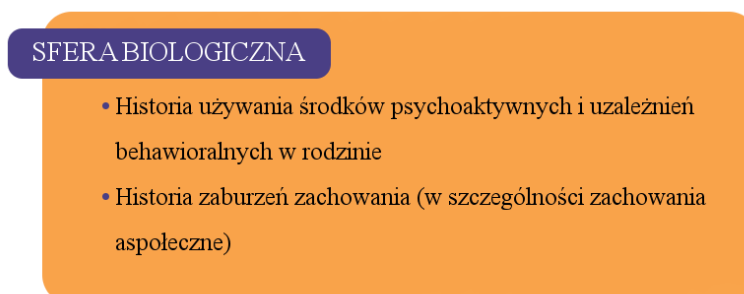 SFERA BIOLOGICZNA
• Historia używania środków psychoaktywnych i uzależnień
behawioralnych w rodzinie
• Historia zaburzeń zachowania (w szczególności zachowania
aspołeczne)